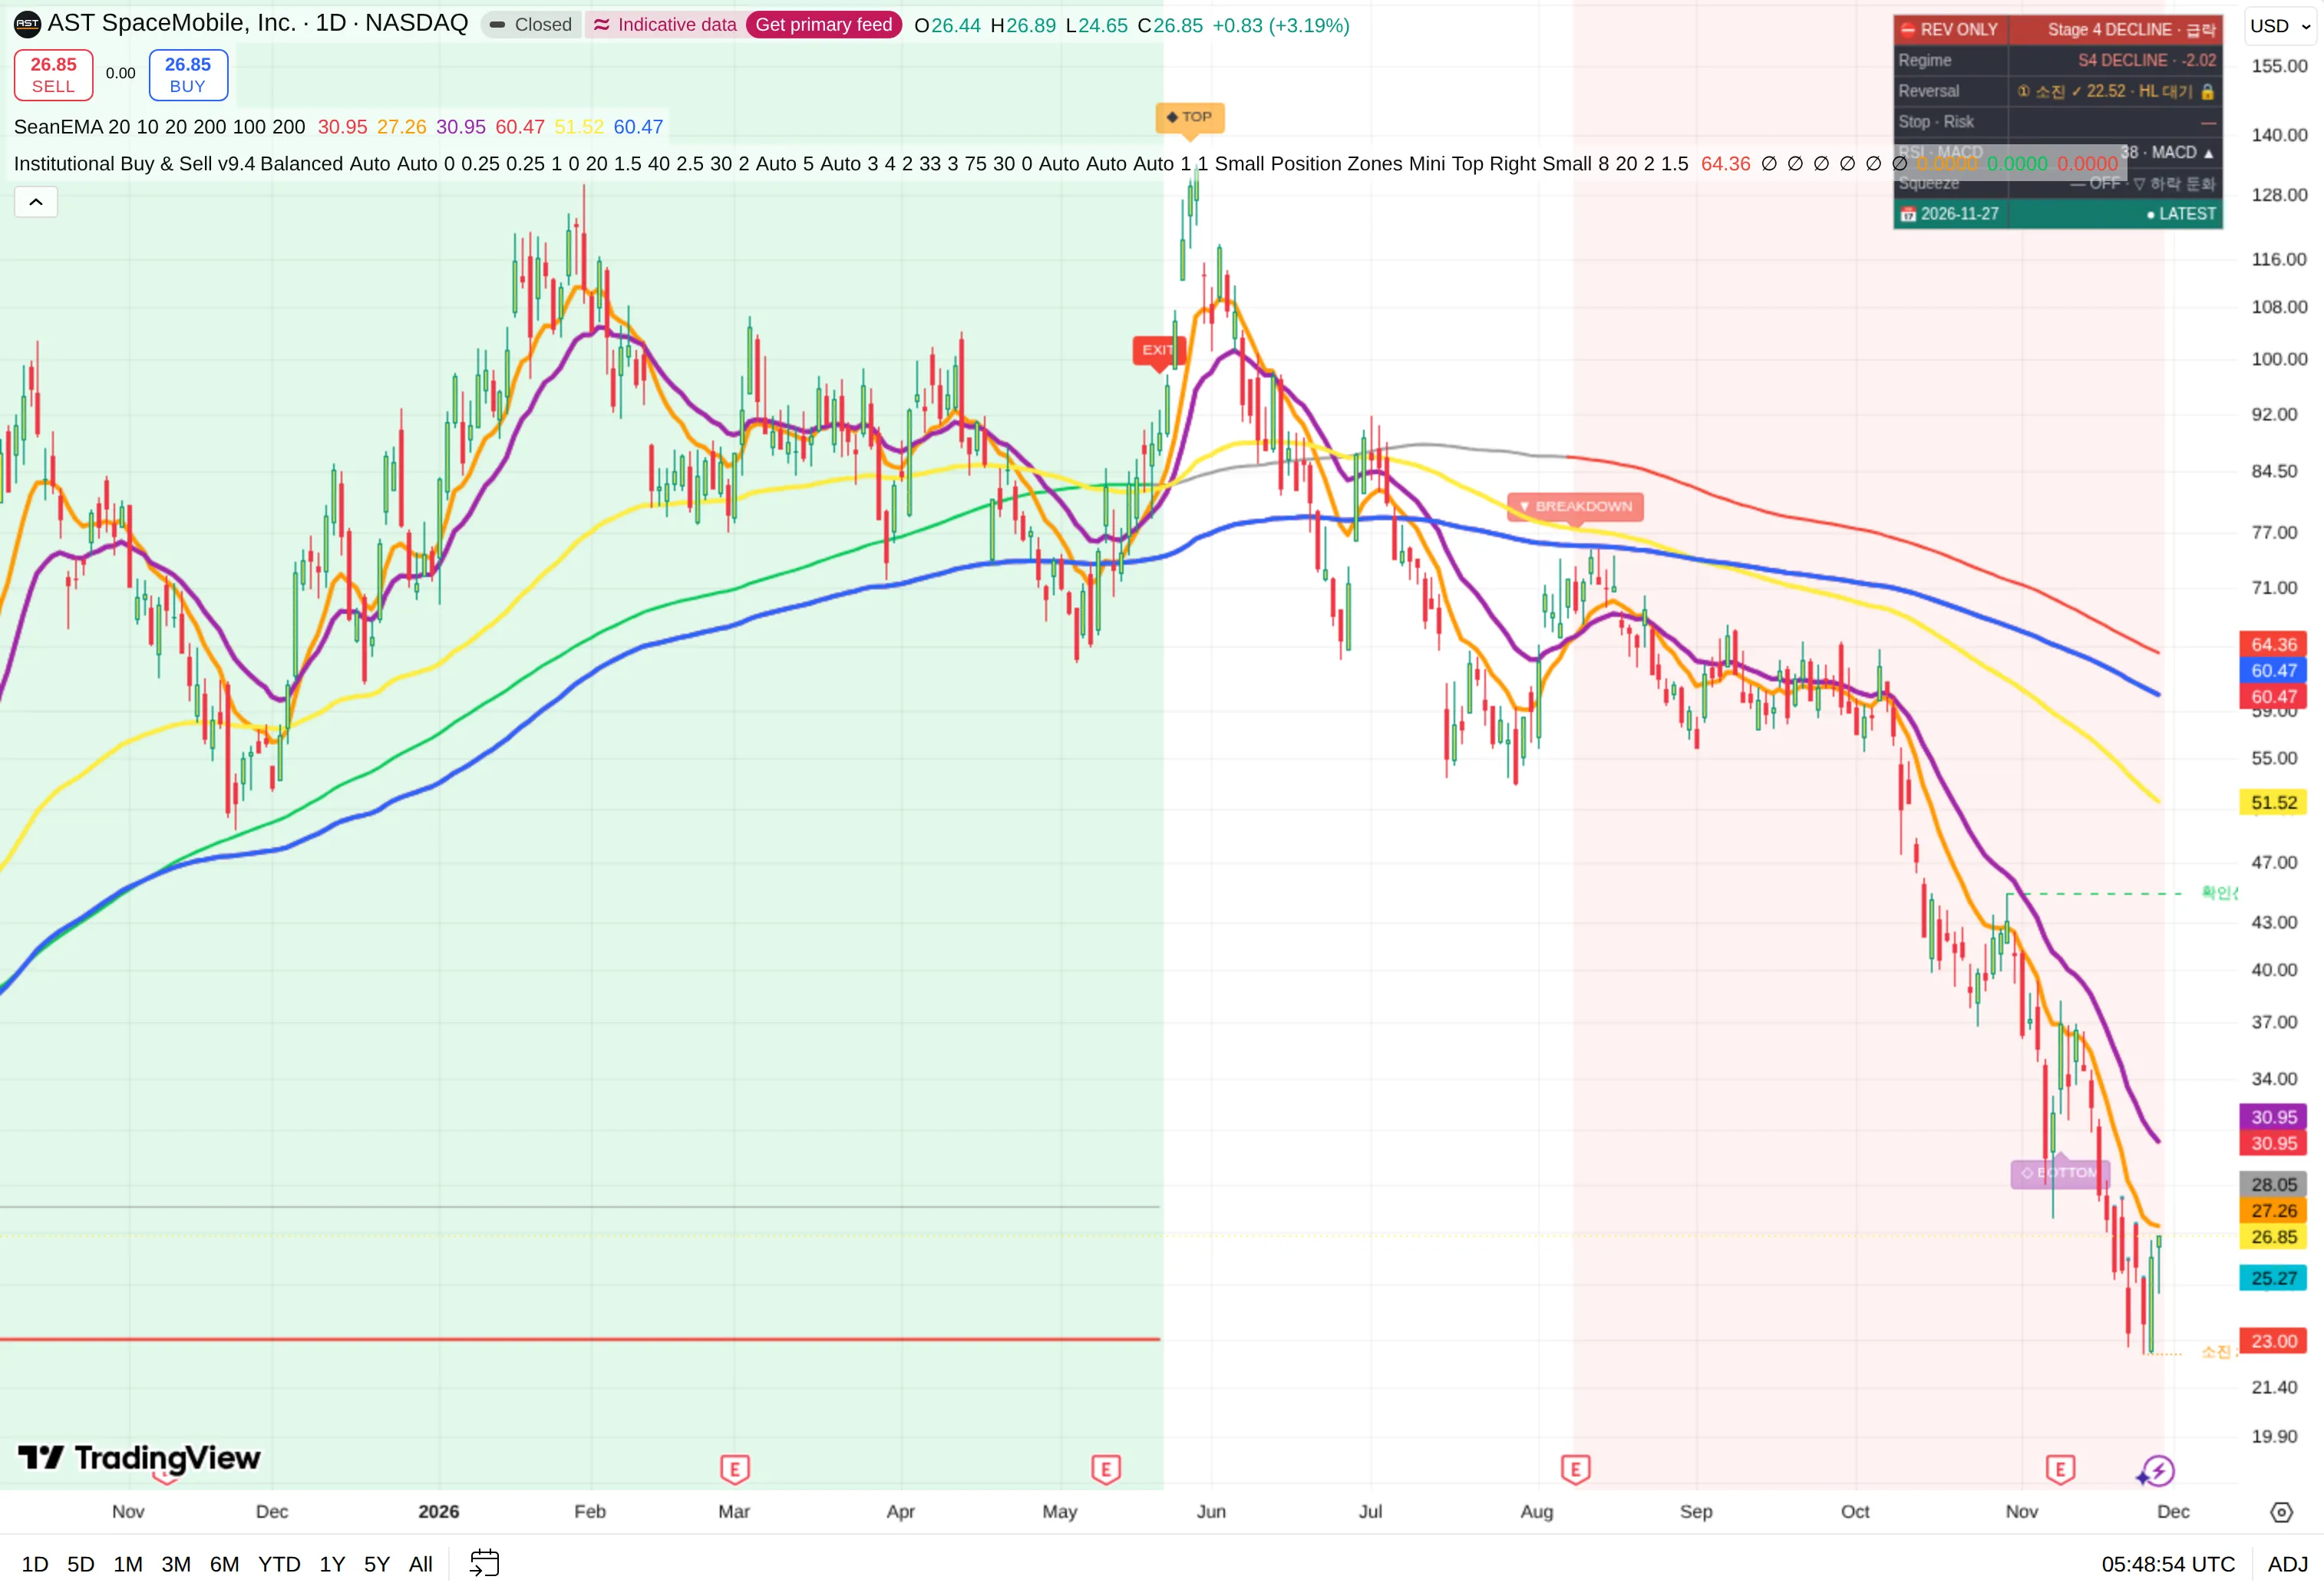 AST SpaceMobile, Inc. · 1D · NASDAQ Closed Indicative data Get primary feed O26.44 H26.89 L24.65 C26.85 +0.83 (+3.19%)
26.85 SELL 0.00 26.85 BUY
SeanEMA 20 10 20 200 100 200 30.95 27.26 30.95 60.47 51.52 60.47
Institutional Buy & Sell v9.4 Balanced Auto Auto 0 0.25 0.25 1 0 20 1.5 40 2.5 30 2 Auto 5 Auto 3 4 2 33 3 75 30 0 Auto Auto Auto 1 1 Small Position Zones Mini Top Right Small 8 20 2 1.5 64.36 ∅ ∅ ∅ ∅ ∅ ∅ 0.0000 0.0000 0.0000
REV ONLY Stage 4 DECLINE · 급락
Regime S4 DECLINE · -2.02
Reversal ① 소진 ✓ 22.52 · HL 대기
Stop · Risk —
RSI · MACD 38 · MACD ▲
Squeeze — OFF · ▽ 하락 둔화
2026-11-27 ● LATEST
USD
◆ TOP
EXIT
▼ BREAKDOWN
◇ BOTTOM
확인선
소진
155.00
140.00
128.00
116.00
108.00
100.00
92.00
84.50
77.00
71.00
64.36
60.47
60.47
59.00
55.00
51.52
47.00
43.00
40.00
37.00
34.00
30.95
30.95
28.05
27.26
26.85
25.27
23.00
21.40
19.90
TradingView
E E E E
Nov Dec 2026 Feb Mar Apr May Jun Jul Aug Sep Oct Nov Dec
1D 5D 1M 3M 6M YTD 1Y 5Y All 05:48:54 UTC ADJ